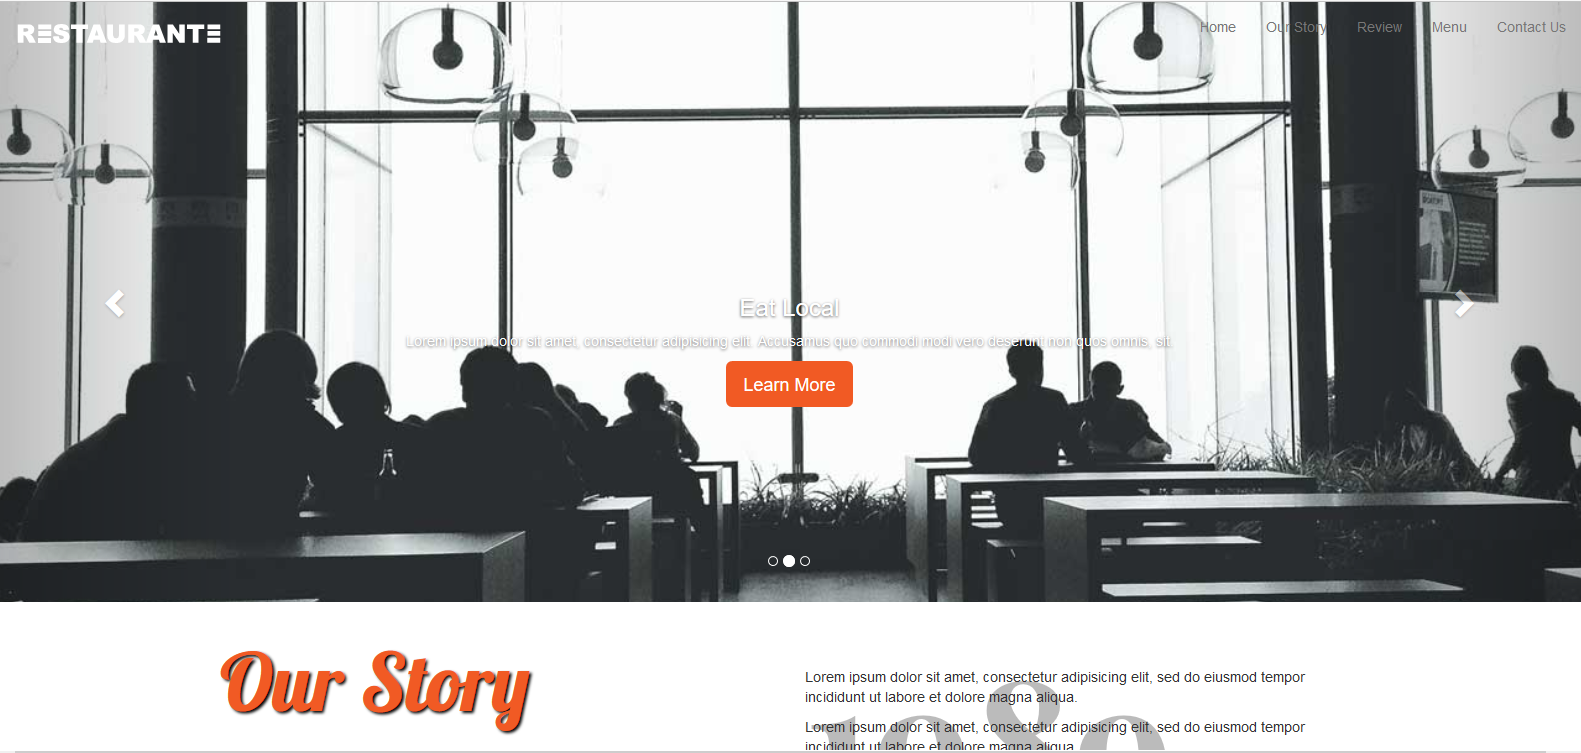 RESTAURANTE
Home Our Story Review Menu Contact Us
Eat Local
Lorem ipsum dolor sit amet, consectetur adipisicing elit. Accusamus quo commodi modi vero deserunt non quos omnis, sit.
Learn More
Our Story
Lorem ipsum dolor sit amet, consectetur adipisicing elit, sed do eiusmod tempor
incididunt ut labore et dolore magna aliqua.
Lorem ipsum dolor sit amet, consectetur adipisicing elit, sed do eiusmod tempor
incididunt ut labore et dolore magna aliqua.